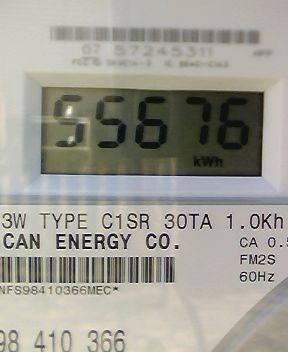 07 57245311
55676
kWh
3W TYPE C1SR 30TA 1.0Kh
CAN ENERGY CO.
CA 0.5
FM2S
60Hz
NFS98410366MEC*
98 410 366